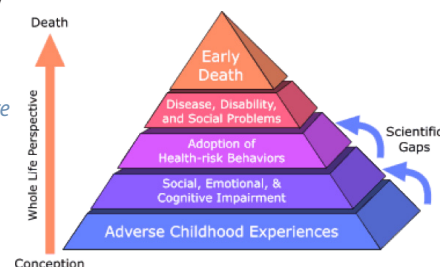 Death
Early
Death
Disease, Disability,
and Social Problems
Scientific
Gaps
Adoption of
Health-risk Behaviors
Social, Emotional, &
Cognitive Impairment
Adverse Childhood Experiences
Whole Life Perspective
Conception